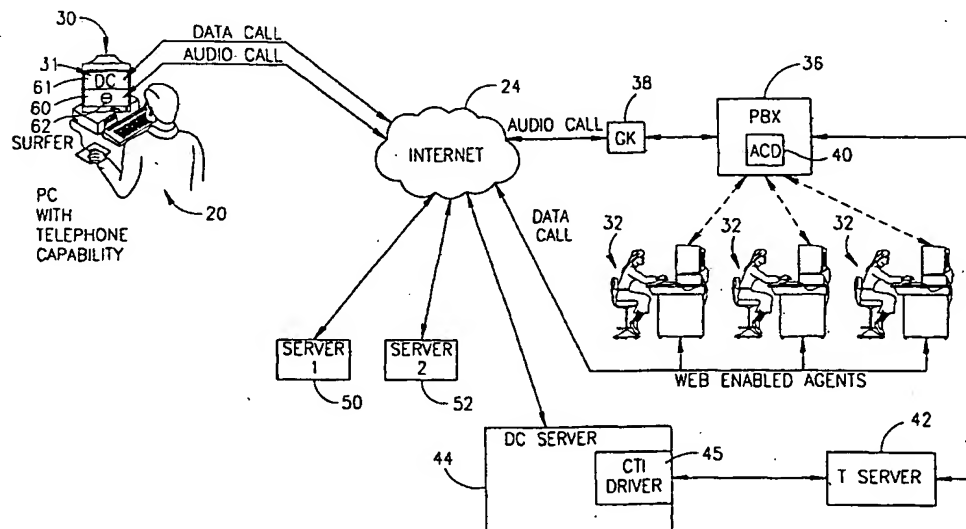 30
DATA CALL
AUDIO CALL
31
61
DC
60
62
SURFER
PC
WITH
TELEPHONE
CAPABILITY
20
24
INTERNET
AUDIO CALL
38
GK
36
PBX
ACD
40
DATA
CALL
32
32
32
WEB ENABLED AGENTS
SERVER
1
50
SERVER
2
52
DC SERVER
44
CTI
DRIVER
45
42
T SERVER